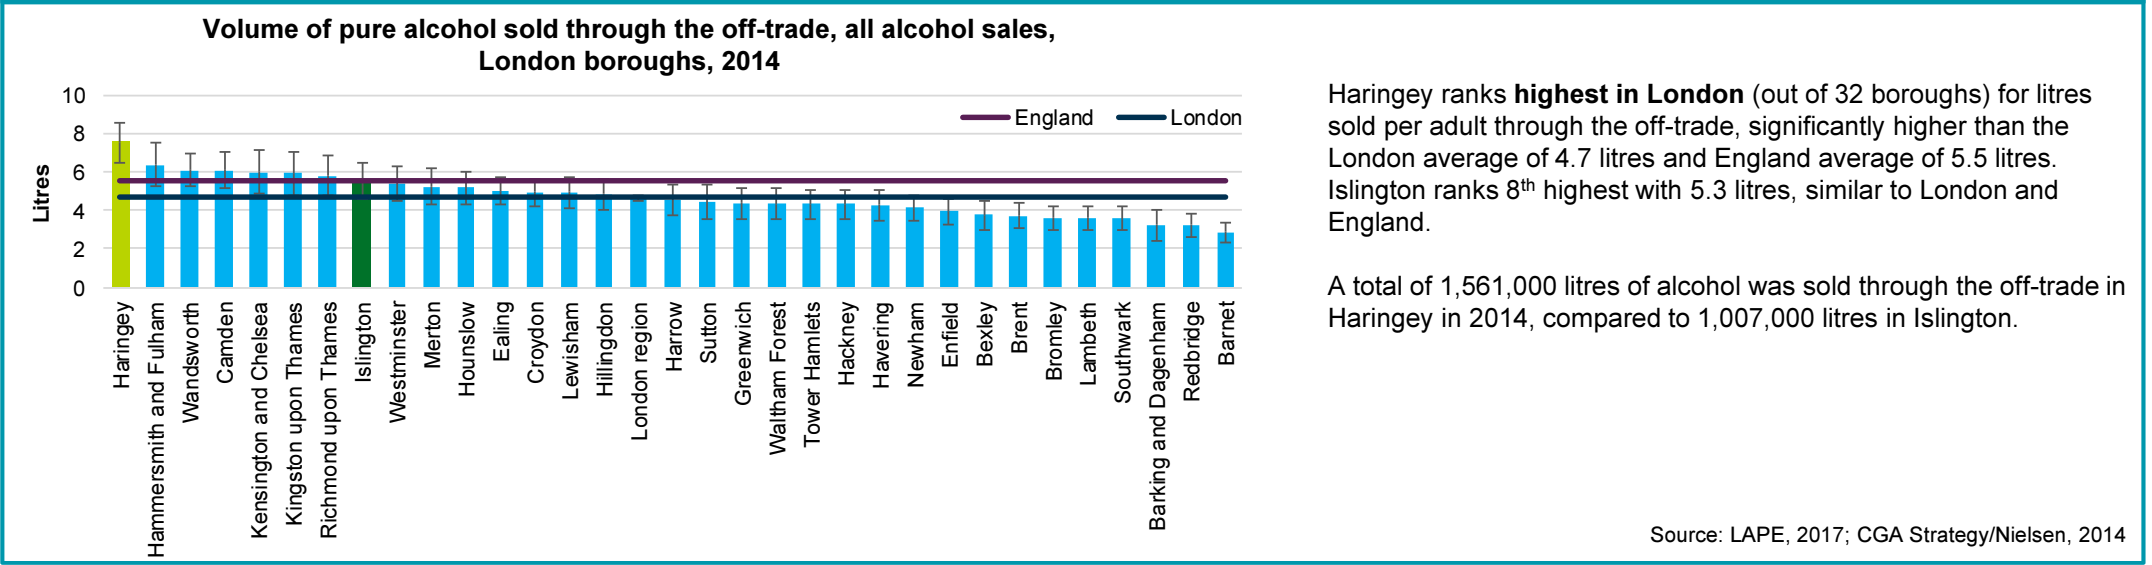 Volume of pure alcohol sold through the off-trade, all alcohol sales,
London boroughs, 2014
10
8
6
4
2
0
Litres
England
London
Haringey
Hammersmith and Fulham
Wandsworth
Camden
Kensington and Chelsea
Kingston upon Thames
Richmond upon Thames
Islington
Westminster
Merton
Hounslow
Ealing
Croydon
Lewisham
Hillingdon
London region
Harrow
Sutton
Greenwich
Waltham Forest
Tower Hamlets
Hackney
Havering
Newham
Enfield
Bexley
Brent
Bromley
Lambeth
Southwark
Barking and Dagenham
Redbridge
Barnet
Haringey ranks highest in London (out of 32 boroughs) for litres
sold per adult through the off-trade, significantly higher than the
London average of 4.7 litres and England average of 5.5 litres.
Islington ranks 8th highest with 5.3 litres, similar to London and
England.
A total of 1,561,000 litres of alcohol was sold through the off-trade in
Haringey in 2014, compared to 1,007,000 litres in Islington.
Source: LAPE, 2017; CGA Strategy/Nielsen, 2014